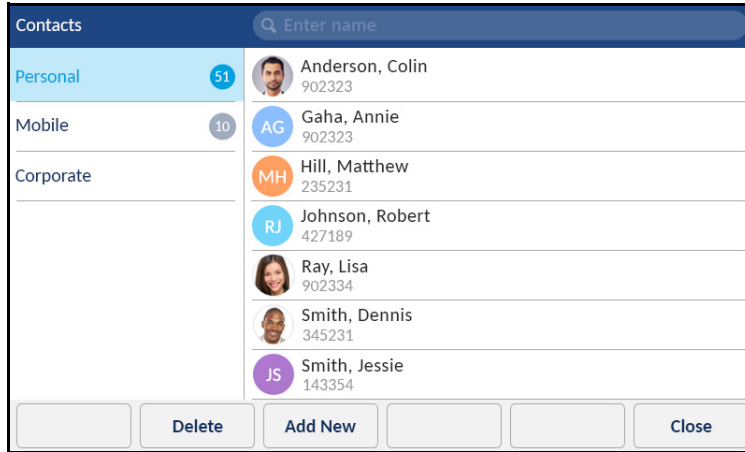 Contacts
Enter name
Personal
51
Mobile
10
Corporate
Anderson, Colin
902323
AG
Gaha, Annie
902323
MH
Hill, Matthew
235231
RJ
Johnson, Robert
427189
Ray, Lisa
902334
Smith, Dennis
345231
JS
Smith, Jessie
143354
Delete
Add New
Close